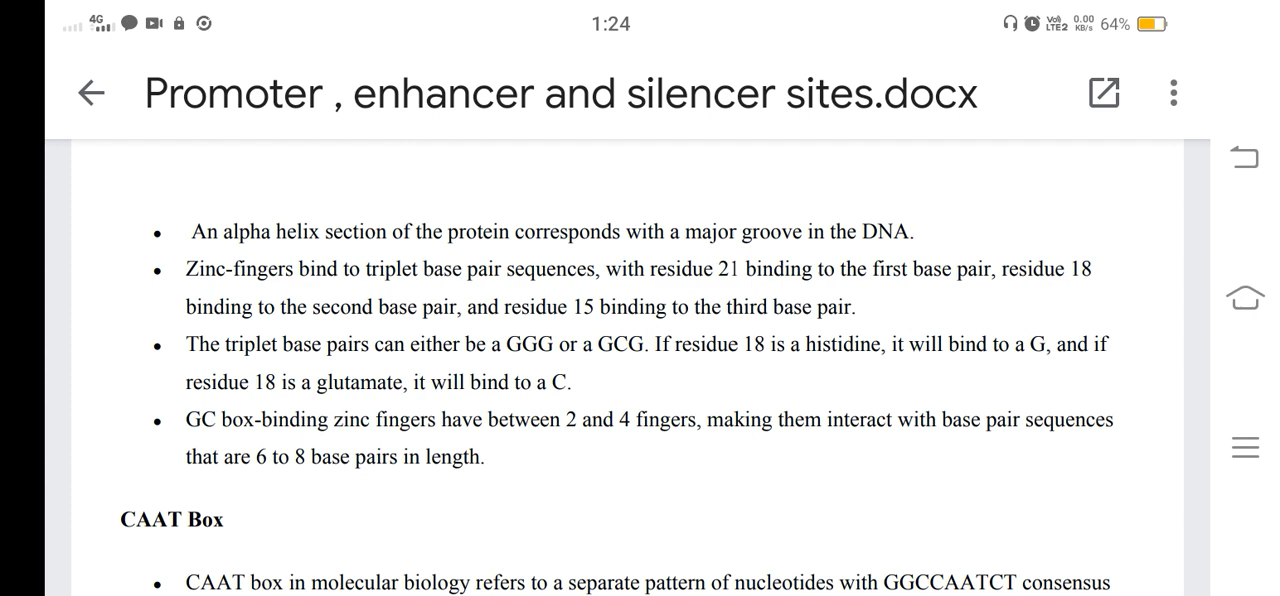 4G 1:24 Vo) LTE2 0.00 KB/s 64%
Promoter , enhancer and silencer sites.docx
• An alpha helix section of the protein corresponds with a major groove in the DNA.
• Zinc-fingers bind to triplet base pair sequences, with residue 21 binding to the first base pair, residue 18
binding to the second base pair, and residue 15 binding to the third base pair.
• The triplet base pairs can either be a GGG or a GCG. If residue 18 is a histidine, it will bind to a G, and if
residue 18 is a glutamate, it will bind to a C.
• GC box-binding zinc fingers have between 2 and 4 fingers, making them interact with base pair sequences
that are 6 to 8 base pairs in length.
CAAT Box
• CAAT box in molecular biology refers to a separate pattern of nucleotides with GGCCAATCT consensus